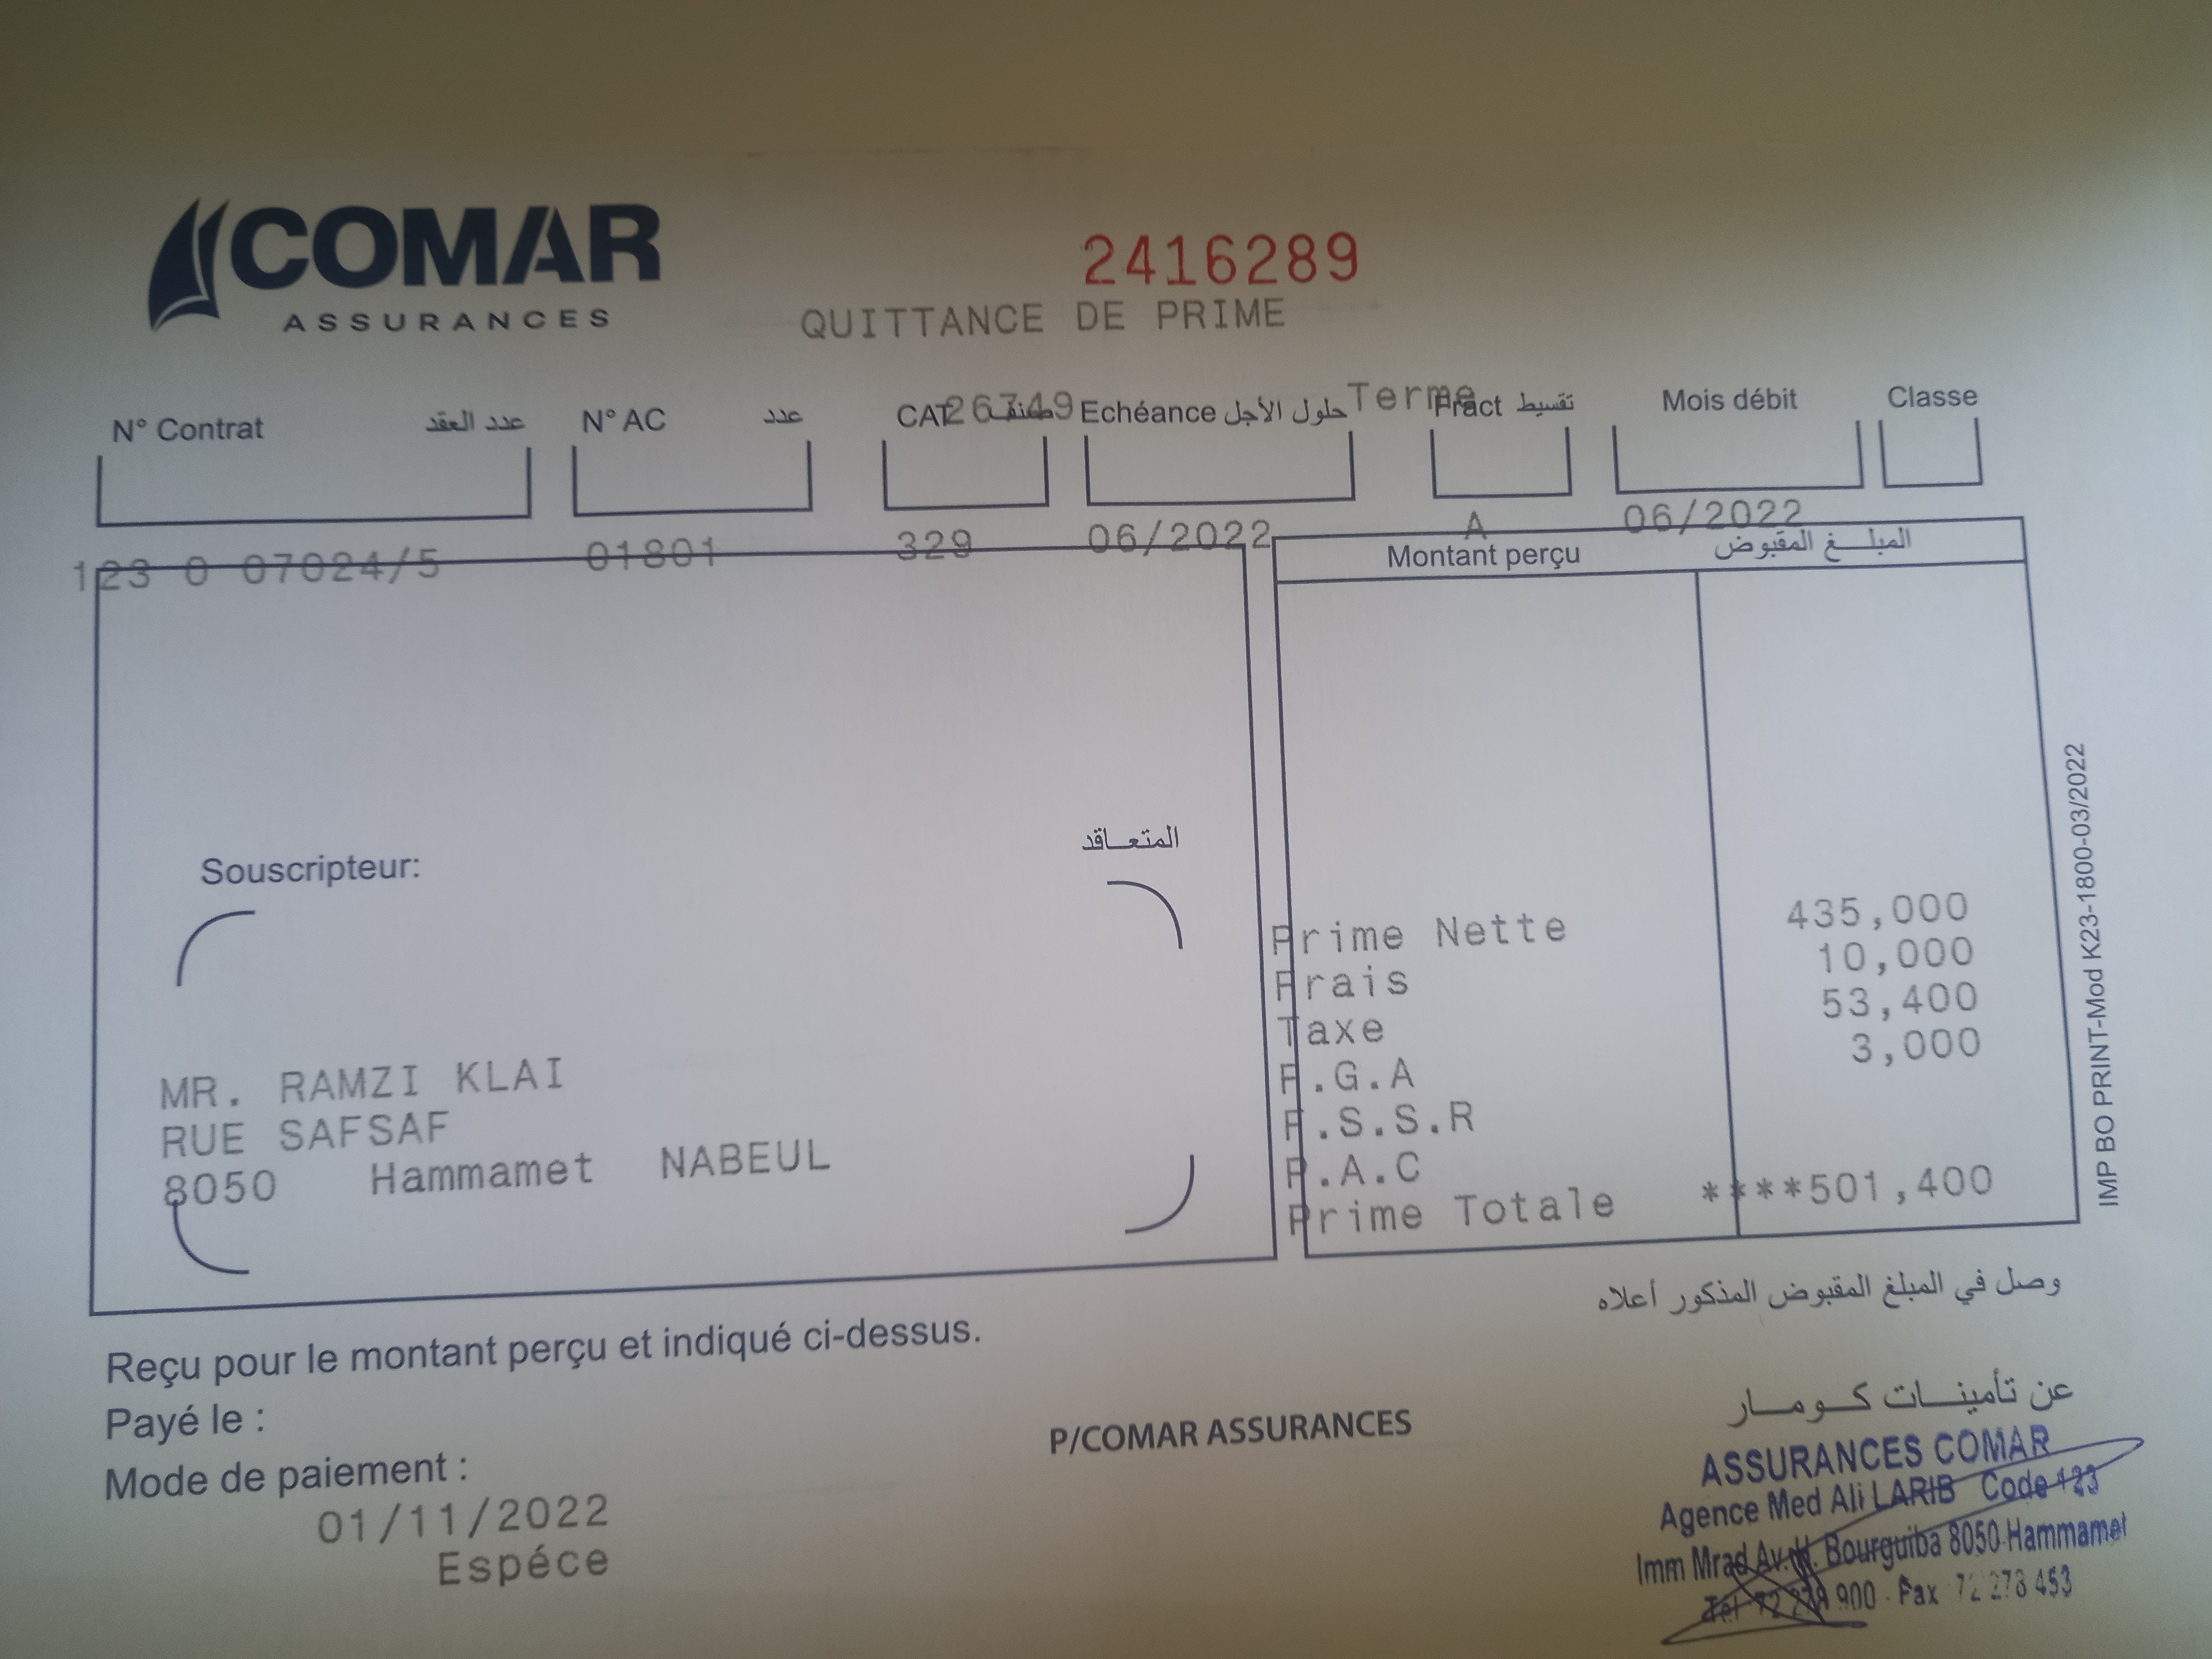 COMAR
ASSURANCES
2416289
QUITTANCE DE PRIME
26749 Terme
N° Contrat عدد العقد N° AC عدد CAT صنف Echéance حلول الأجل Fract تقسيط Mois débit Classe
123 0 07024/5 01801 329 06/2022 A 06/2022
Montant perçu المبلغ المقبوض
Souscripteur: المتعاقد
MR. RAMZI KLAI
RUE SAFSAF
8050 Hammamet NABEUL
Prime Nette 435,000
Frais 10,000
Taxe 53,400
F.G.A 3,000
F.S.S.R
P.A.C
Prime Totale ****501,400
IMP BO PRINT-Mod K23-1800-03/2022
وصل في المبلغ المقبوض المذكور أعلاه
Reçu pour le montant perçu et indiqué ci-dessus.
Payé le :
Mode de paiement :
01/11/2022
Espéce
P/COMAR ASSURANCES
عن تأمينات كومار
ASSURANCES COMAR
Agence Med Ali LARIB Code 123
Imm Mrad Av. H. Bourguiba 8050 Hammamet
Tel 72 900 - Fax 72 278 453